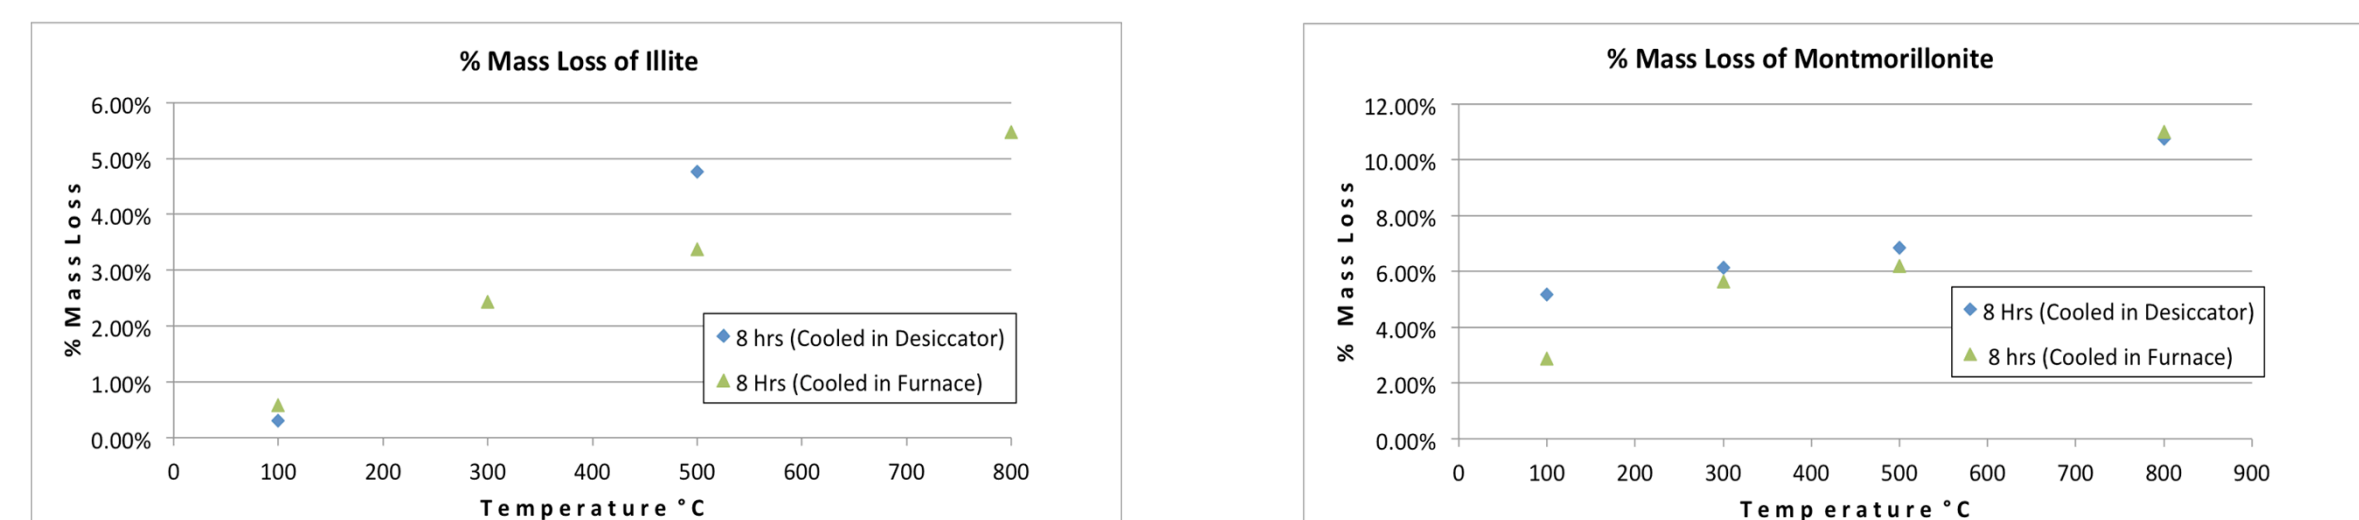 % Mass Loss of Illite
6.00%
5.00%
4.00%
3.00%
2.00%
1.00%
0.00%
% Mass Loss
0 100 200 300 400 500 600 700 800
Temperature °C
8 hrs (Cooled in Desiccator)
8 Hrs (Cooled in Furnace)
% Mass Loss of Montmorillonite
12.00%
10.00%
8.00%
6.00%
4.00%
2.00%
0.00%
% Mass Loss
0 100 200 300 400 500 600 700 800 900
Temperature °C
8 Hrs (Cooled in Desiccator)
8 hrs (Cooled in Furnace)